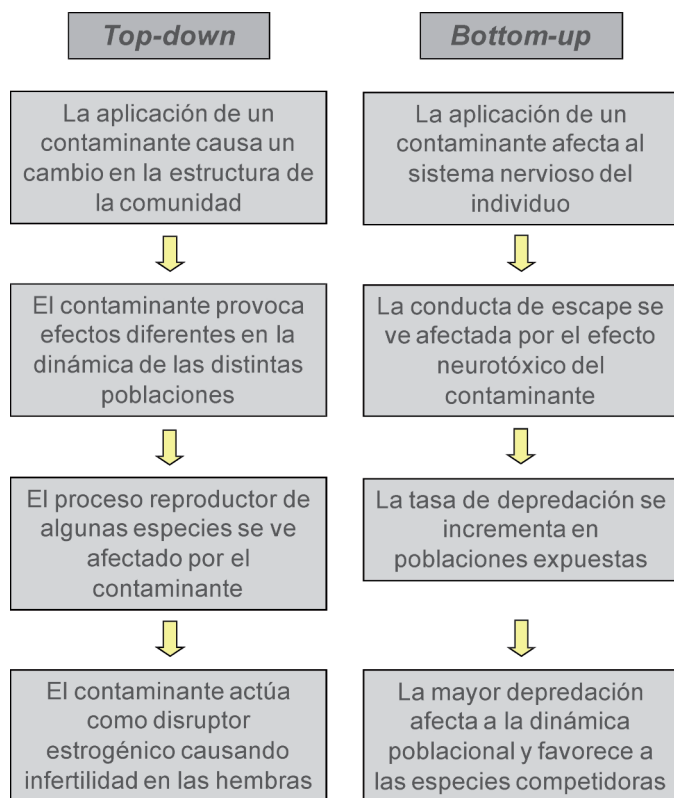 Top-down
La aplicación de un
contaminante causa un
cambio en la estructura de
la comunidad
El contaminante provoca
efectos diferentes en la
dinámica de las distintas
poblaciones
El proceso reproductor de
algunas especies se ve
afectado por el
contaminante
El contaminante actúa
como disruptor
estrogénico causando
infertilidad en las hembras
Bottom-up
La aplicación de un
contaminante afecta al
sistema nervioso del
individuo
La conducta de escape se
ve afectada por el efecto
neurotóxico del
contaminante
La tasa de depredación se
incrementa en
poblaciones expuestas
La mayor depredación
afecta a la dinámica
poblacional y favorece a
las especies competidoras